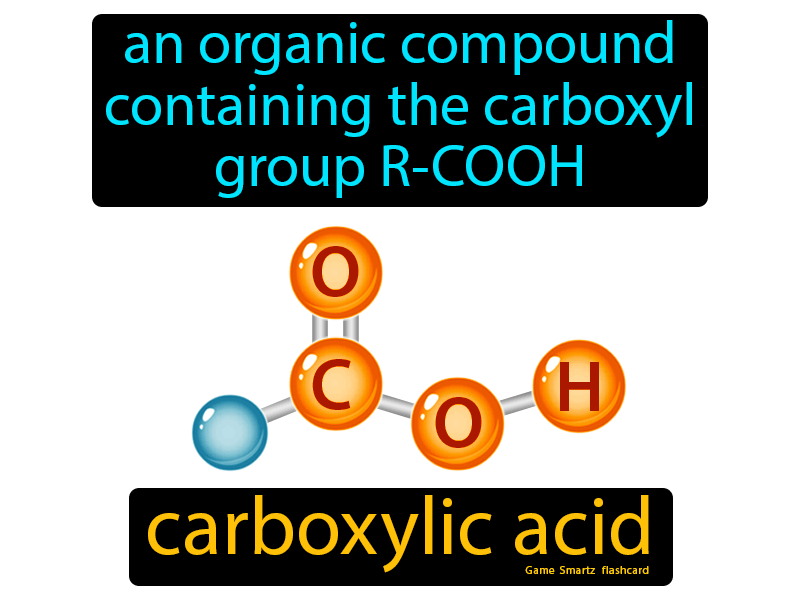 an organic compound
containing the carboxyl
group R-COOH
O
C
O
H
carboxylic acid
Game Smartz flashcard